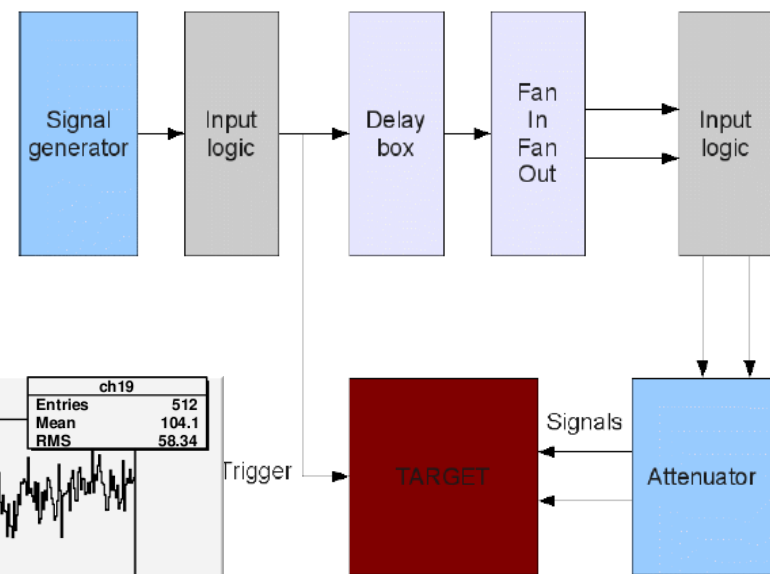 Signal
generator
Input
logic
Delay
box
Fan
In
Fan
Out
Input
logic
ch19
Entries 512
Mean 104.1
RMS 58.34
Trigger
TARGET
Signals
Attenuator